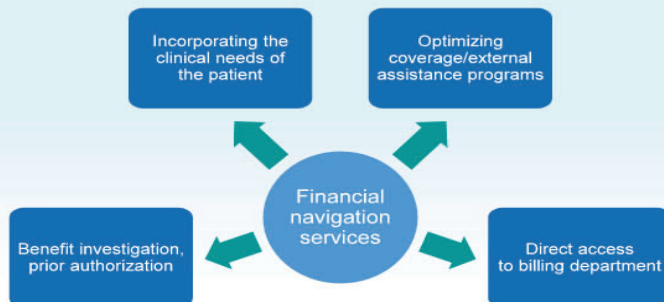 Incorporating the
clinical needs of
the patient
Optimizing
coverage/external
assistance programs
Financial
navigation
services
Benefit investigation,
prior authorization
Direct access
to billing department